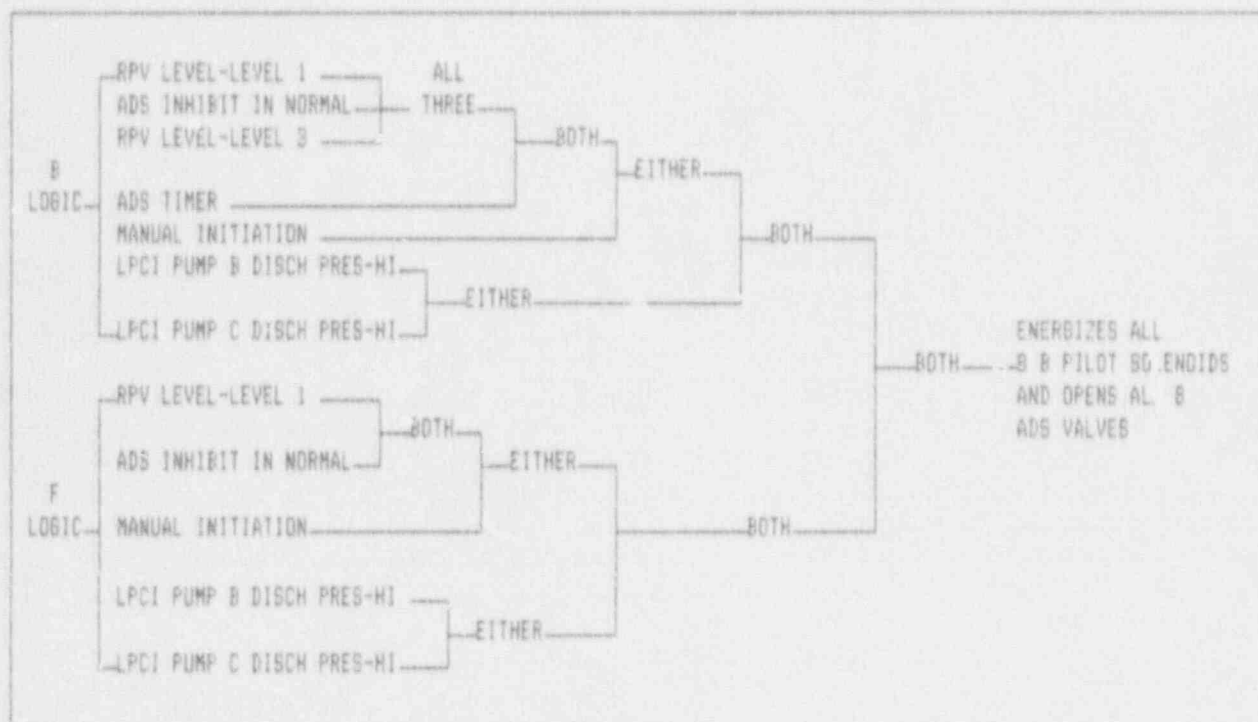 RPV LEVEL-LEVEL 1 ALL
ADS INHIBIT IN NORMAL THREE
RPV LEVEL-LEVEL 3 BOTH
B EITHER
LOGIC ADS TIMER
MANUAL INITIATION BOTH
LPCI PUMP B DISCH PRES-HI
EITHER
LPCI PUMP C DISCH PRES-HI
ENERGIZES ALL
BOTH 8 B PILOT
AND OPENS 8
ADS VALVES
RPV LEVEL-LEVEL 1
BOTH
ADS INHIBIT IN NORMAL EITHER
F
LOGIC MANUAL INITIATION BOTH
LPCI PUMP B DISCH PRES-HI
EITHER
LPCI PUMP C DISCH PRES-HI